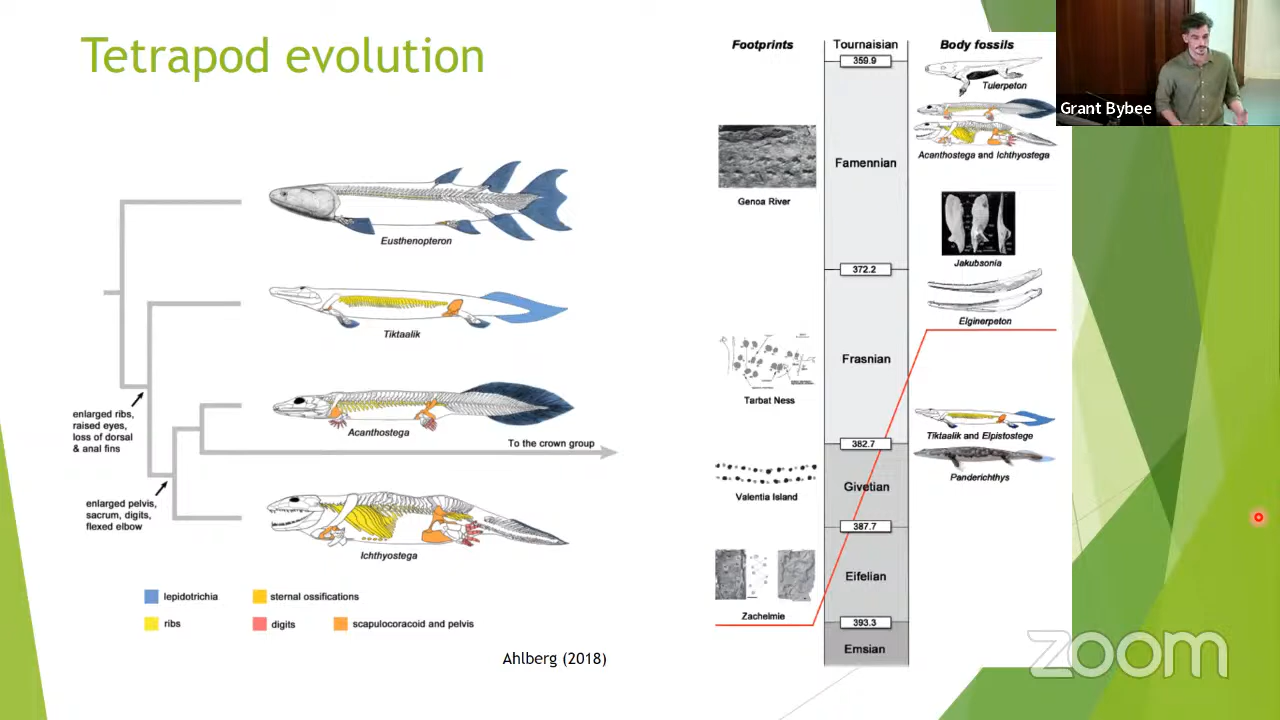 Tetrapod evolution
Eusthenopteron
Tiktaalik
Acanthostega
To the crown group
Ichthyostega
enlarged ribs,
raised eyes,
loss of dorsal
& anal fins
enlarged pelvis,
sacrum, digits,
flexed elbow
lepidotrichia
sternal ossifications
ribs
digits
scapulocoracoid and pelvis
Ahlberg (2018)
Footprints
Tournaisian
Body fossils
359.9
Tulerpeton
Acanthostega and Ichthyostega
Famennian
Genoa River
Jakubsonia
372.2
Elginerpeton
Frasnian
Tarbat Ness
Tiktaalik and Elpistostege
382.7
Panderichthys
Givetian
Valentia Island
387.7
Eifelian
Zachelmie
393.3
Emsian
Grant Bybee
zoom